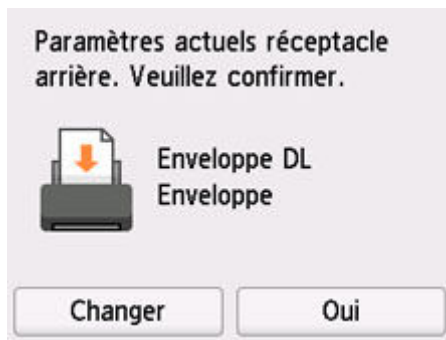 Paramètres actuels réceptacle
arrière. Veuillez confirmer.
Enveloppe DL
Enveloppe
Changer
Oui